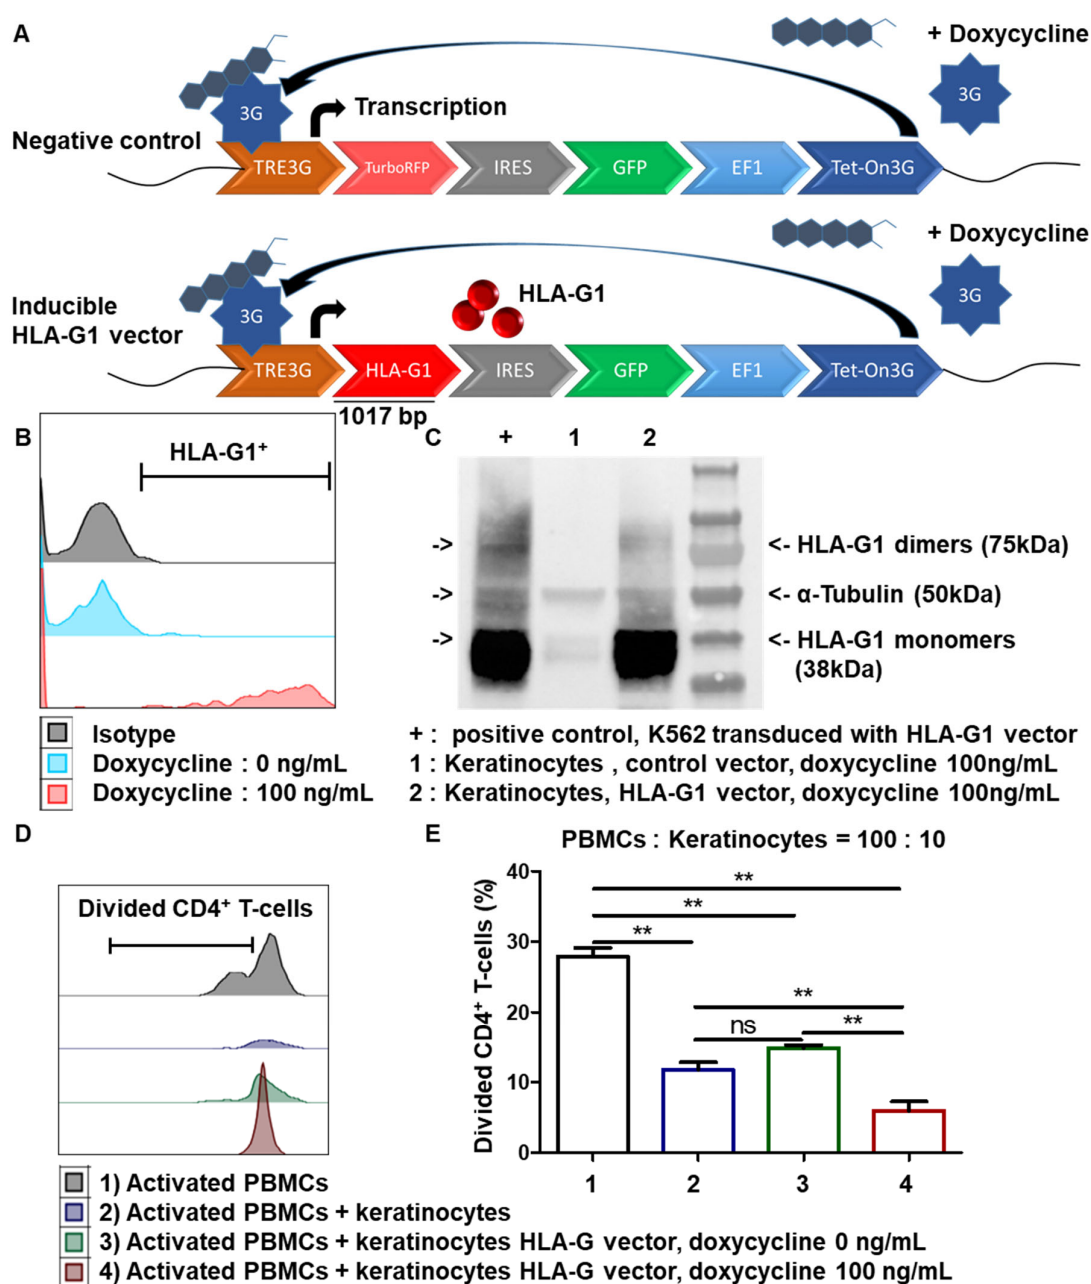 A
+ Doxycycline
3G
3G
Transcription
Negative control
TRE3G TurboRFP IRES GFP EF1 Tet-On3G
+ Doxycycline
3G
3G
HLA-G1
Inducible
HLA-G1 vector
TRE3G HLA-G1 IRES GFP EF1 Tet-On3G
1017 bp
B
HLA-G1⁺
Isotype
Doxycycline : 0 ng/mL
Doxycycline : 100 ng/mL
C + 1 2
-> <- HLA-G1 dimers (75kDa)
-> <- α-Tubulin (50kDa)
-> <- HLA-G1 monomers
(38kDa)
+ : positive control, K562 transduced with HLA-G1 vector
1 : Keratinocytes , control vector, doxycycline 100ng/mL
2 : Keratinocytes, HLA-G1 vector, doxycycline 100ng/mL
D
Divided CD4⁺ T-cells
1) Activated PBMCs
2) Activated PBMCs + keratinocytes
3) Activated PBMCs + keratinocytes HLA-G vector, doxycycline 0 ng/mL
4) Activated PBMCs + keratinocytes HLA-G vector, doxycycline 100 ng/mL
E
PBMCs : Keratinocytes = 100 : 10
Divided CD4⁺ T-cells (%)
40
30
20
10
0
**
**
**
**
ns **
1 2 3 4